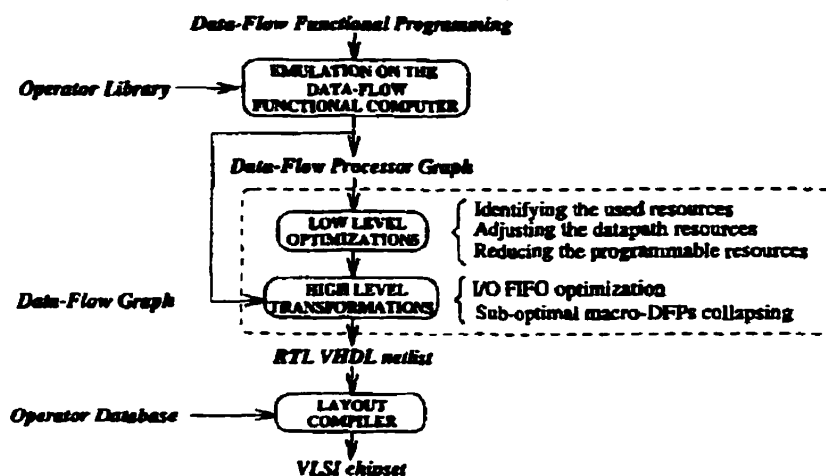 Data-Flow Functional Programming
Operator Library
EMULATION ON THE
DATA-FLOW
FUNCTIONAL COMPUTER
Data-Flow Processor Graph
LOW LEVEL
OPTIMIZATIONS
Identifying the used resources
Adjusting the datapath resources
Reducing the programmable resources
Data-Flow Graph
HIGH LEVEL
TRANSFORMATIONS
I/O FIFO optimization
Sub-optimal macro-DFPs collapsing
RTL VHDL netlist
Operator Database
LAYOUT
COMPILER
VLSI chipset